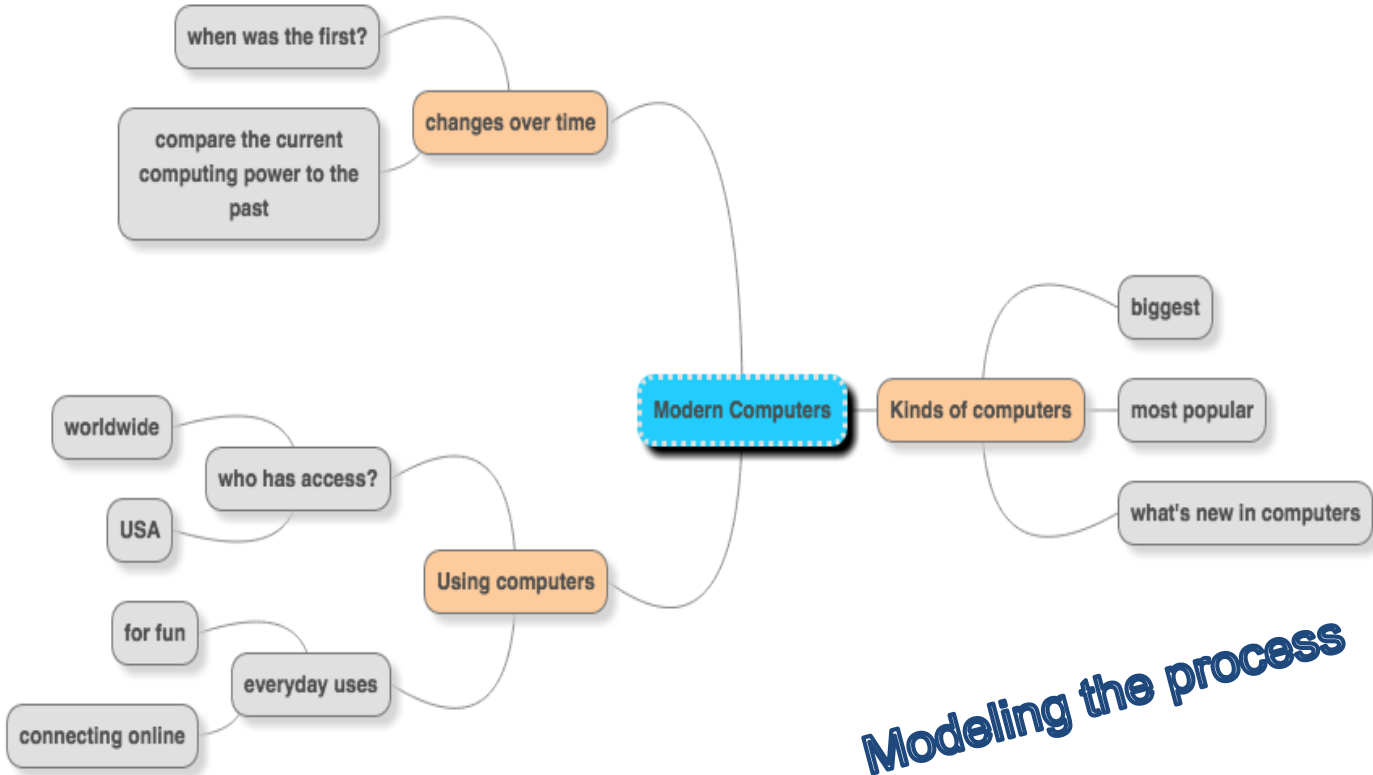 when was the first?
changes over time
compare the current
computing power to the
past
biggest
Modern Computers
Kinds of computers
most popular
what's new in computers
worldwide
who has access?
USA
Using computers
for fun
everyday uses
connecting online
Modeling the process